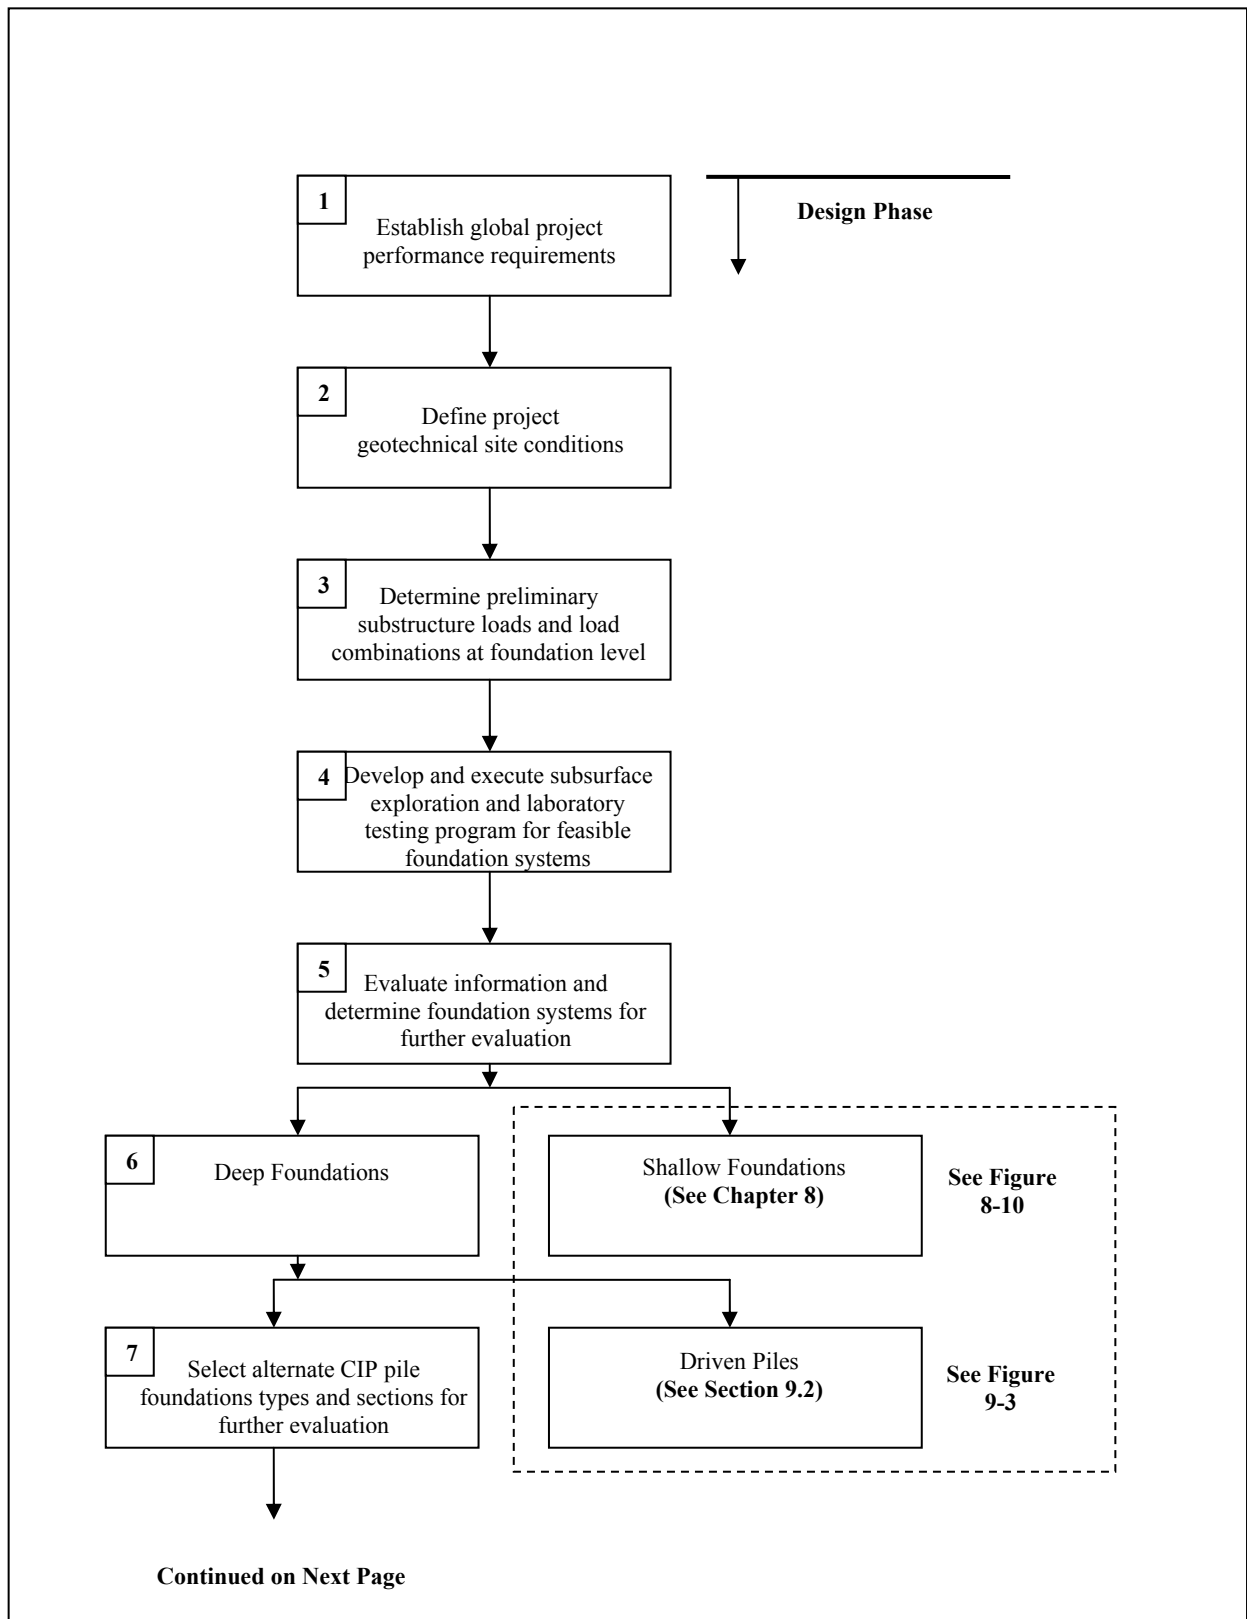 1
Establish global project
performance requirements
Design Phase
2
Define project
geotechnical site conditions
3
Determine preliminary
substructure loads and load
combinations at foundation level
4
Develop and execute subsurface
exploration and laboratory
testing program for feasible
foundation systems
5
Evaluate information and
determine foundation systems for
further evaluation
6
Deep Foundations
Shallow Foundations
(See Chapter 8)
See Figure
8-10
7
Select alternate CIP pile
foundations types and sections for
further evaluation
Driven Piles
(See Section 9.2)
See Figure
9-3
Continued on Next Page